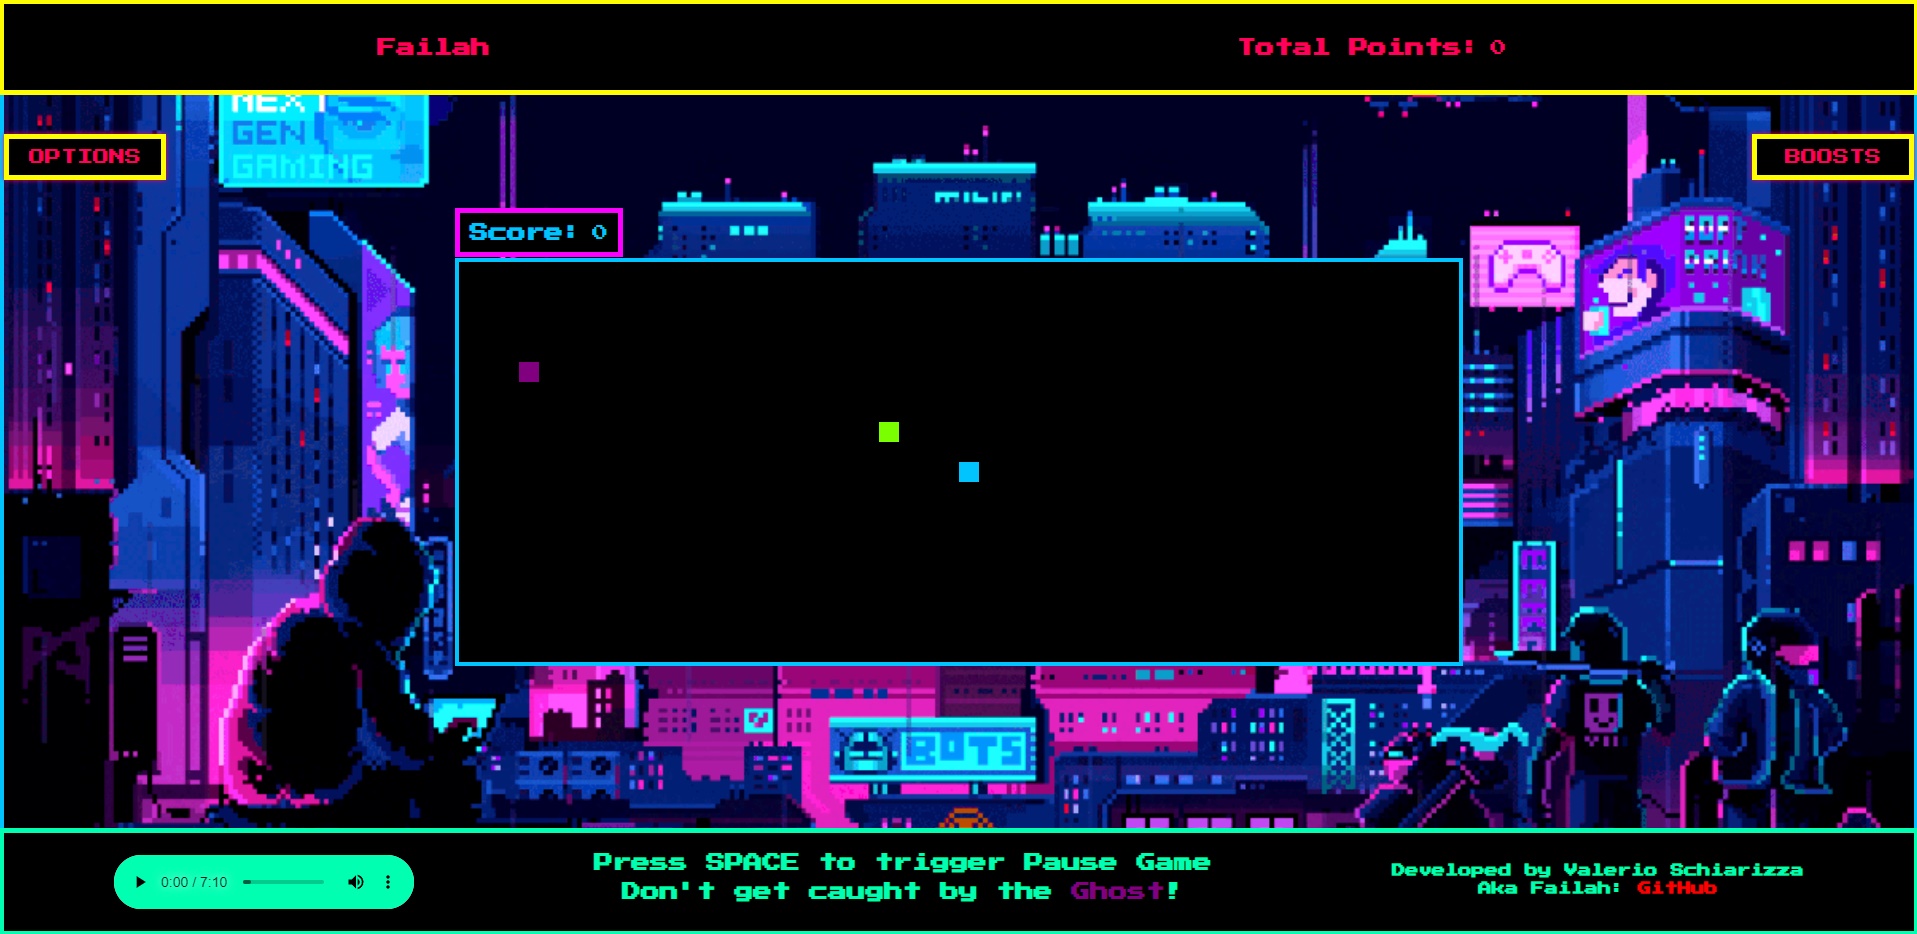 Failah
Total Points: 0
NEXT
GEN
GAMING
OPTIONS
BOOSTS
Score: 0
BOTS
0:00 / 7:10
Press SPACE to trigger Pause Game
Don't get caught by the Ghost!
Developed by Valerio Schiarizza
Aka Failah: GitHub